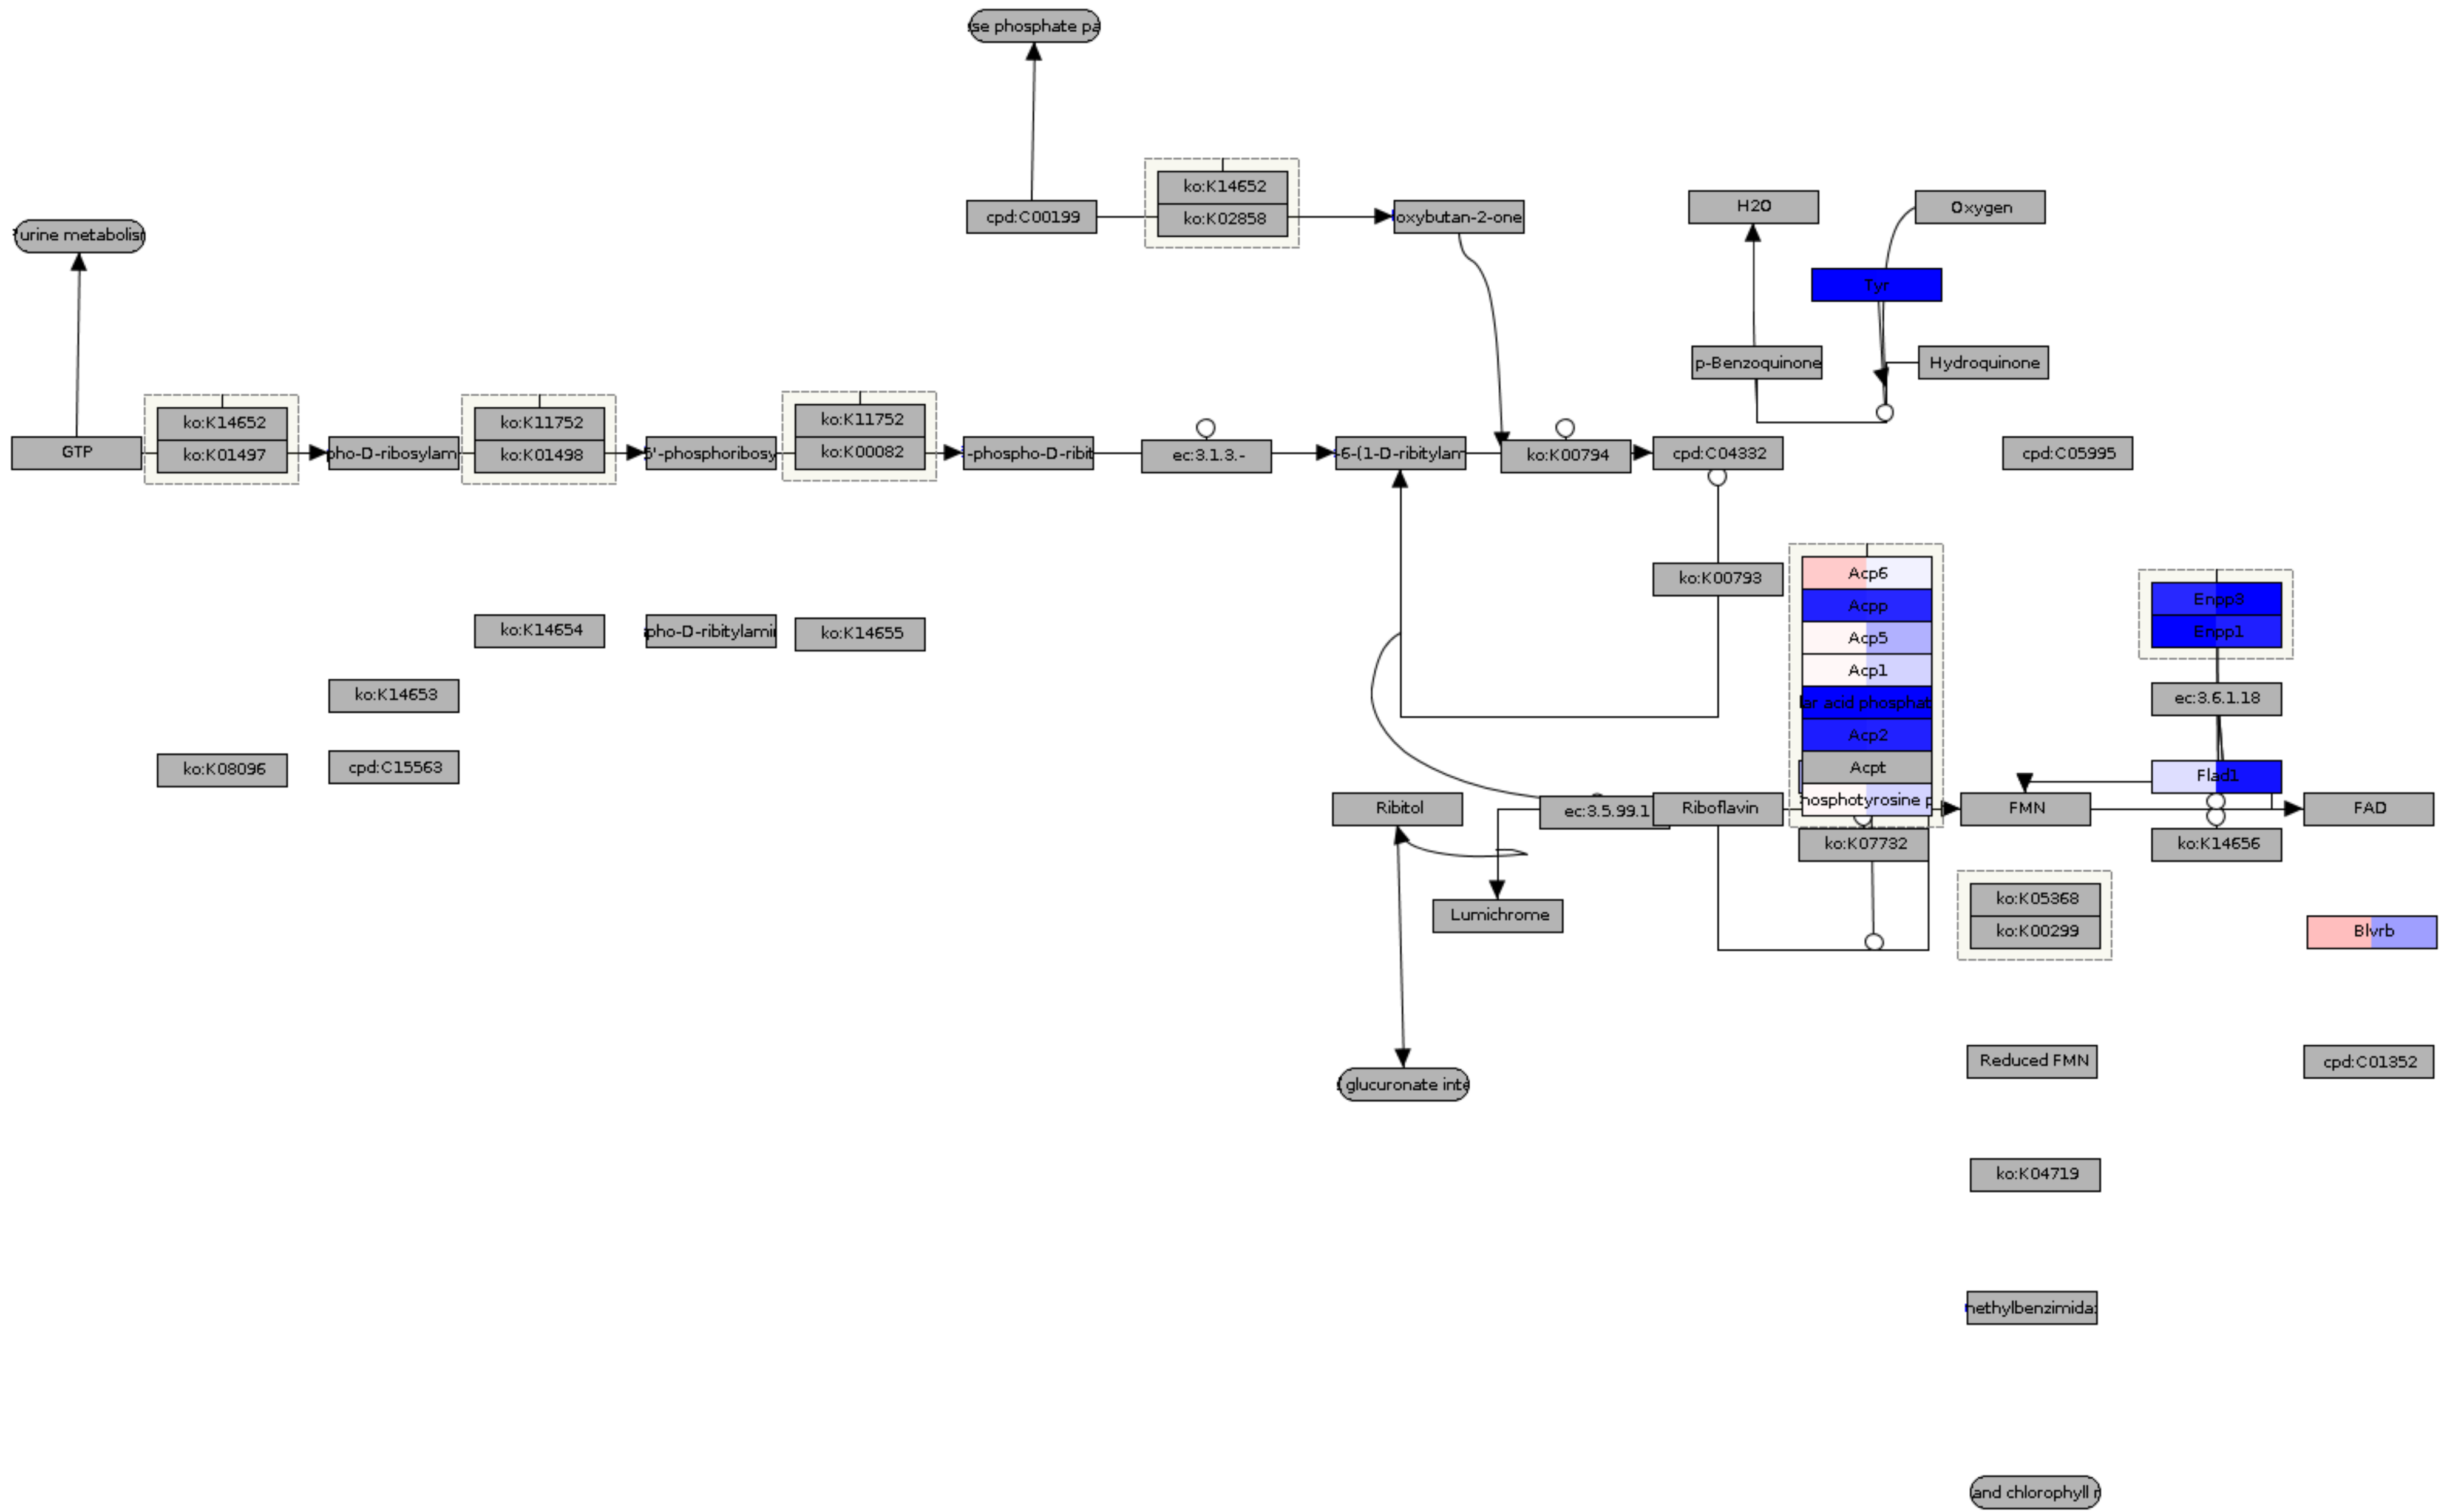 se phosphate pa
ko:K14652
cpd:C00199
ko:K02858
oxybutan-2-one
H2O
Oxygen
urine metabolism
Tyr
p-Benzoquinone
Hydroquinone
ko:K14652
ko:K11752
ko:K11752
GTP
ko:K01497
pho-D-ribosylam
ko:K01498
5'-phosphoribosy
ko:K00082
-phospho-D-ribit
ec:3.1.3.-
-6-(1-D-ribitylam
ko:K00794
cpd:C04332
cpd:C05995
Acp6
ko:K00793
Enpp3
Acpp
ko:K14654
pho-D-ribitylami
ko:K14655
Acp5
Enpp1
Acp1
ko:K14653
ec:3.6.1.18
lar acid phosphat
Acp2
ko:K08096
cpd:C15563
Acpt
Flad1
Ribitol
ec:3.5.99.1
Riboflavin
hosphotyrosine p
FMN
FAD
ko:K07732
ko:K14656
Lumichrome
ko:K05368
ko:K00299
Blvrb
Reduced FMN
cpd:C01352
glucuronate inte
ko:K04719
nethylbenzimida
and chlorophyll